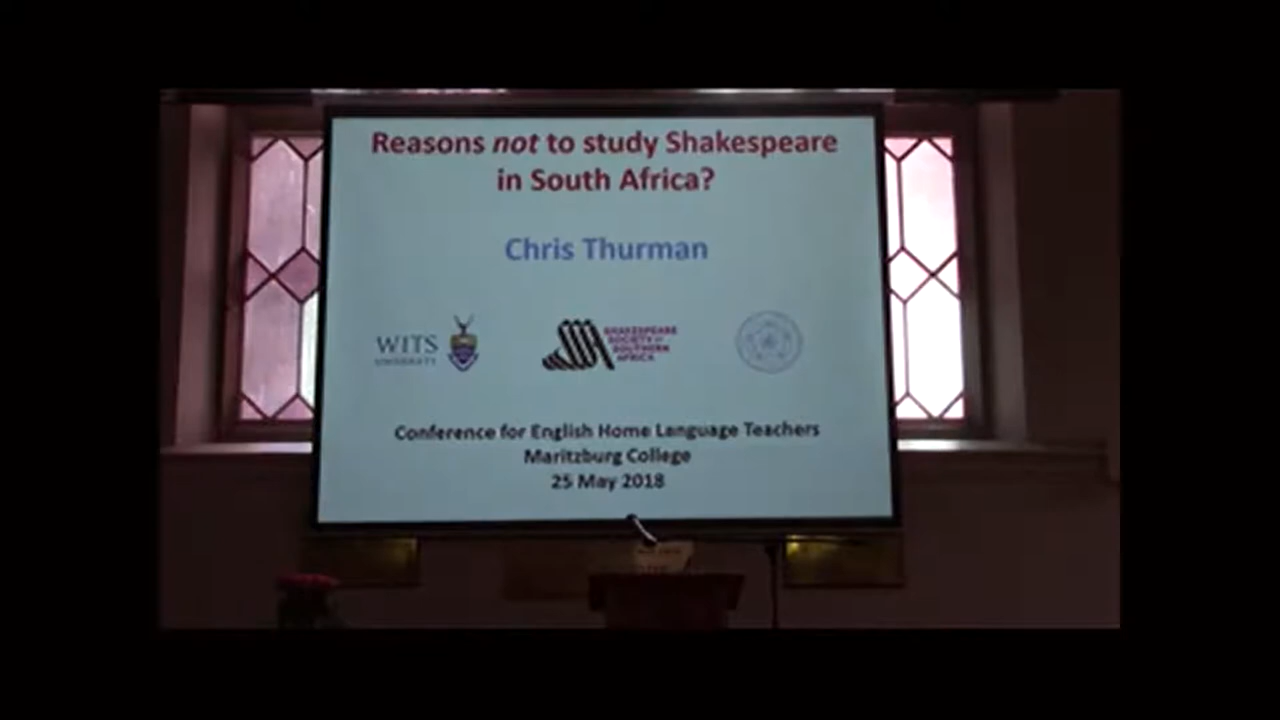 Reasons not to study Shakespeare
in South Africa?
Chris Thurman
WITS
UNIVERSITY
SHAKESPEARE
SOCIETY of
SOUTHERN
AFRICA
Conference for English Home Language Teachers
Maritzburg College
25 May 2018